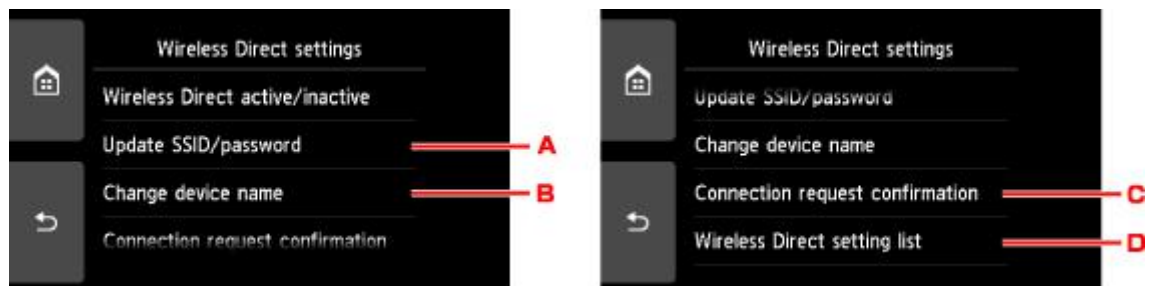 Wireless Direct settings
Wireless Direct active/inactive
Update SSID/password
A
Change device name
B
Connection request confirmation
Wireless Direct settings
Update SSID/password
Change device name
Connection request confirmation
C
Wireless Direct setting list
D